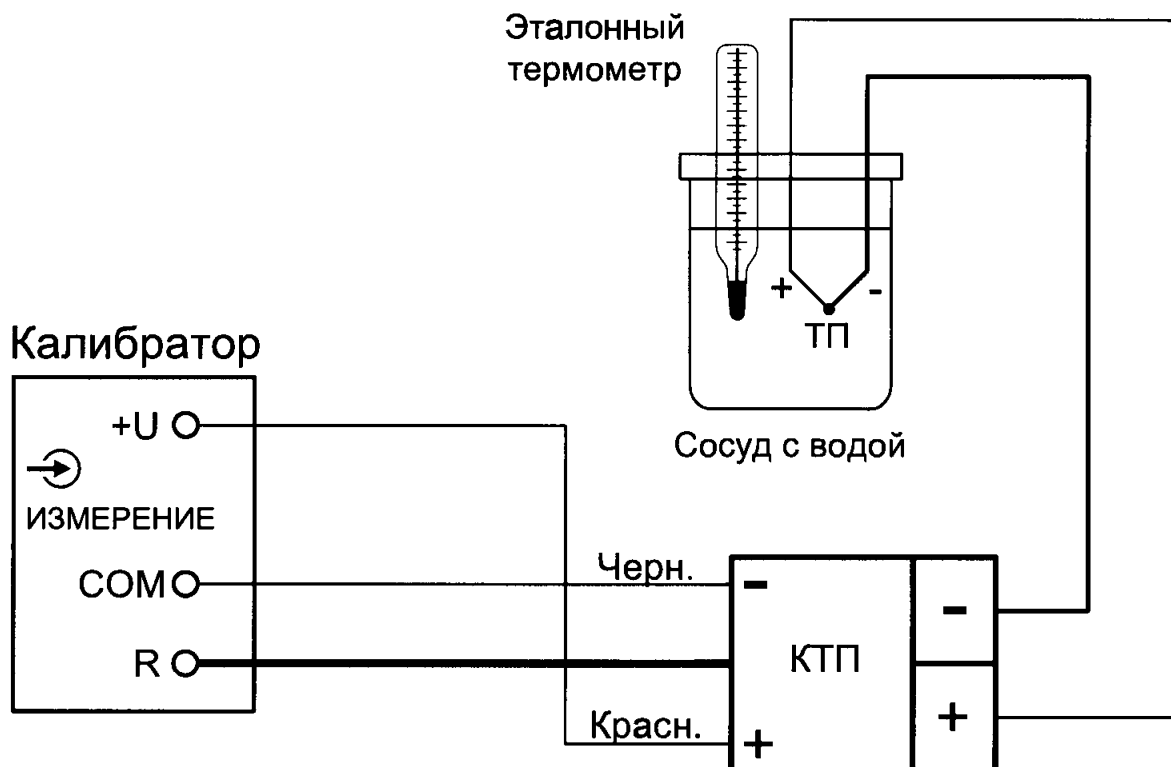 Эталонный
термометр
+ -
ТП
Сосуд с водой
Калибратор
+U
ИЗМЕРЕНИЕ
COM
R
Черн.
-
КТП
-
+
Красн.
+